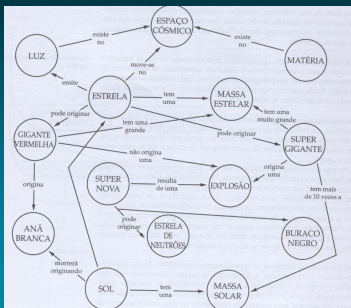 ESPAÇO
CÓSMICO
existe
no
existe
no
LUZ
MATÉRIA
move-se
no
emite
ESTRELA
tem
uma
MASSA
ESTELAR
pode originar
tem uma
grande
tem uma
muito grande
pode originar
GIGANTE
VERMELHA
SUPER
GIGANTE
não origina
uma
origina
uma
SUPER
NOVA
resulta
de uma
EXPLOSÃO
tem mais
de 10 vezes a
origina
pode
originar
ESTRELA
DE
NEUTRÕES
BURACO
NEGRO
ANÃ
BRANCA
morrerá
originando
SOL
tem
uma
MASSA
SOLAR